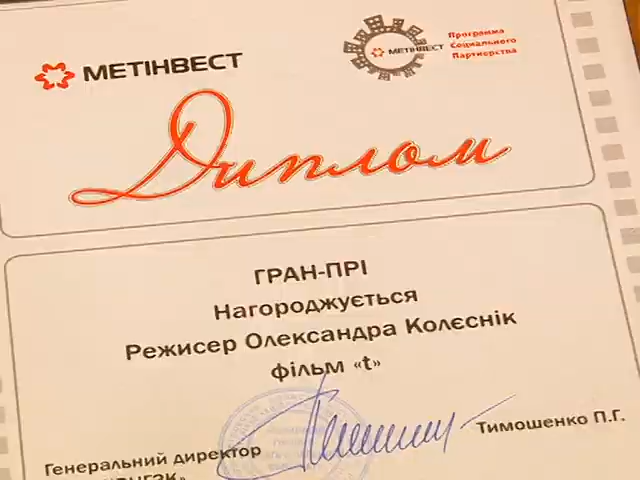 МЕТІНВЕСТ
МЕТІНВЕСТ
Программа
Социального
Партнерства
Диплом
ГРАН-ПРІ
Нагороджується
Режисер Олександра Колєснік
фільм «t»
Генеральний директор
Тимошенко П.Г.